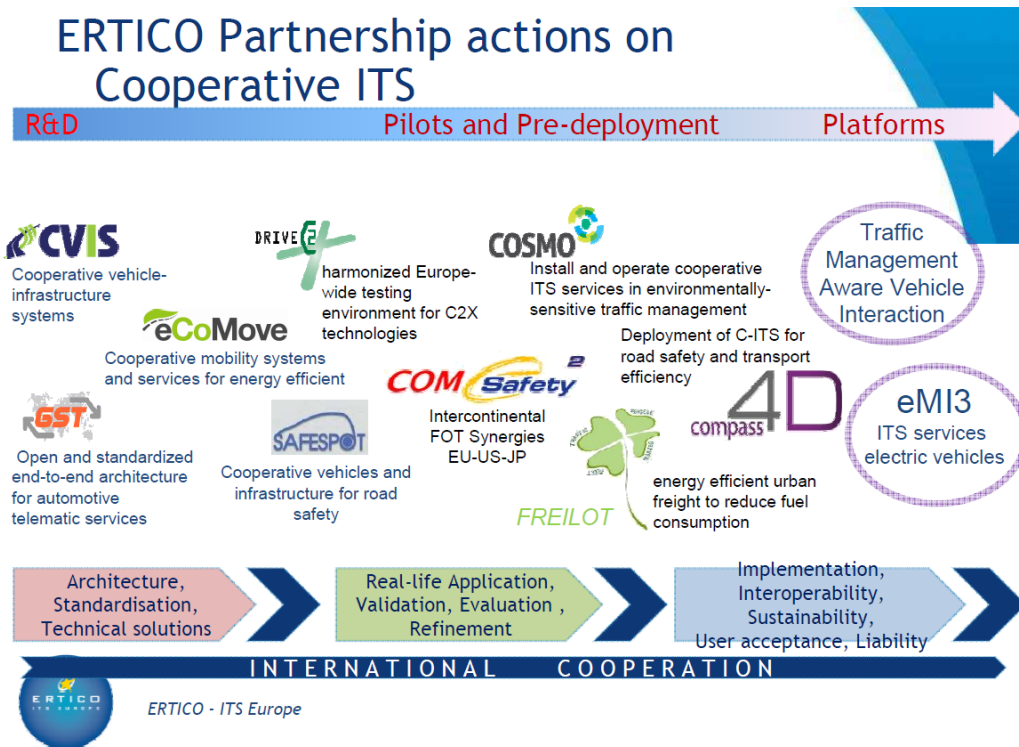 ERTICO Partnership actions on
Cooperative ITS
R&D
Pilots and Pre-deployment
Platforms
CVIS
Cooperative vehicle-
infrastructure
systems
DRIVE C2X
harmonized Europe-
wide testing
environment for C2X
technologies
COSMO
Install and operate cooperative
ITS services in environmentally-
sensitive traffic management
Traffic
Management
Aware Vehicle
Interaction
eCoMove
Cooperative mobility systems
and services for energy efficient
COM Safety 2
Intercontinental
FOT Synergies
EU-US-JP
Deployment of C-ITS for
road safety and transport
efficiency
compass4D
eMI3
ITS services
electric vehicles
GST
Open and standardized
end-to-end architecture
for automotive
telematic services
SAFESPOT
Cooperative vehicles and
infrastructure for road
safety
TRAFFIC
FREILOT
energy efficient urban
freight to reduce fuel
consumption
Architecture,
Standardisation,
Technical solutions
Real-life Application,
Validation, Evaluation ,
Refinement
Implementation,
Interoperability,
Sustainability,
User acceptance, Liability
INTERNATIONAL COOPERATION
ERTICO
ITS EUROPE
ERTICO - ITS Europe